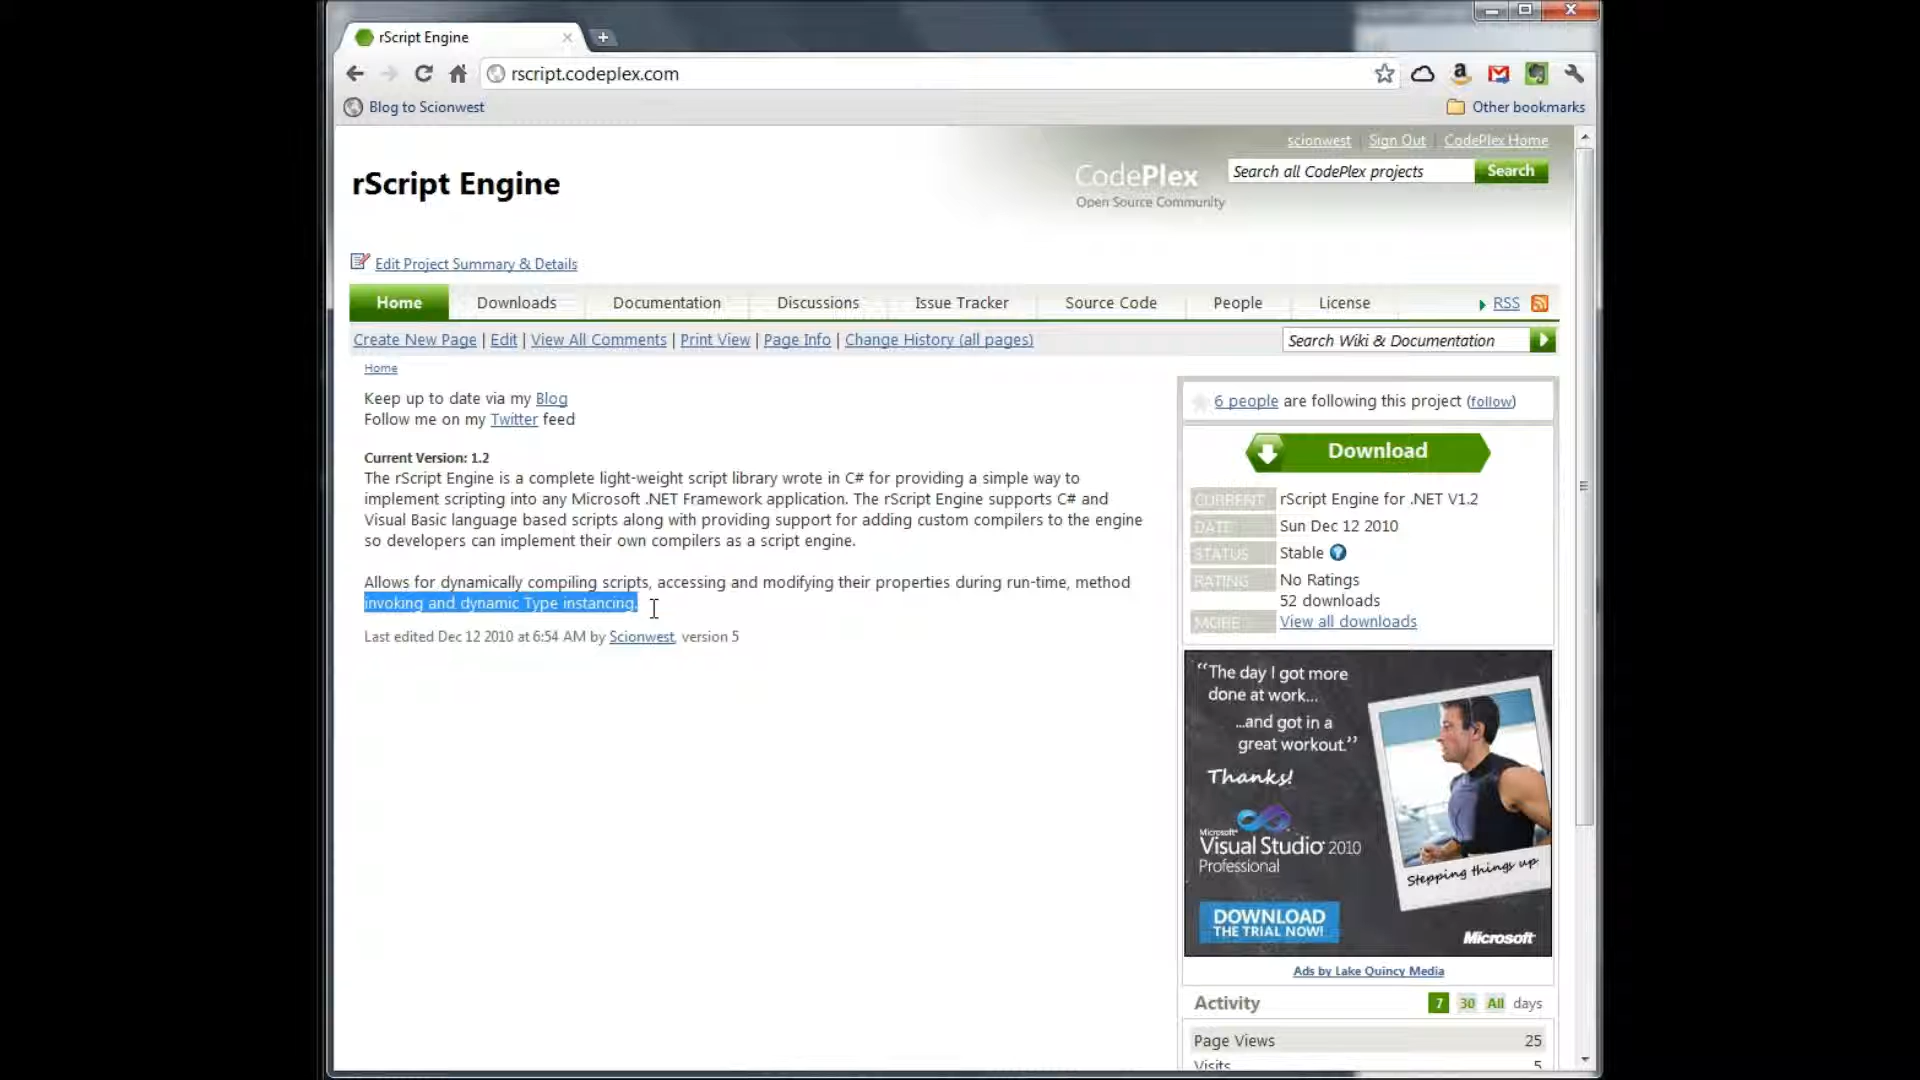 rScript Engine
rscript.codeplex.com
Blog to Scionwest
Other bookmarks
scionwest | Sign Out | CodePlex Home
rScript Engine
CodePlex
Open Source Community
Search all CodePlex projects
Search
Edit Project Summary & Details
Home Downloads Documentation Discussions Issue Tracker Source Code People License RSS
Create New Page | Edit | View All Comments | Print View | Page Info | Change History (all pages)
Search Wiki & Documentation
Home
Keep up to date via my Blog
Follow me on my Twitter feed
Current Version: 1.2
The rScript Engine is a complete light-weight script library wrote in C# for providing a simple way to
implement scripting into any Microsoft .NET Framework application. The rScript Engine supports C# and
Visual Basic language based scripts along with providing support for adding custom compilers to the engine
so developers can implement their own compilers as a script engine.
Allows for dynamically compiling scripts, accessing and modifying their properties during run-time, method
invoking and dynamic Type instancing.
Last edited Dec 12 2010 at 6:54 AM by Scionwest, version 5
6 people are following this project (follow)
Download
CURRENT rScript Engine for .NET V1.2
DATE Sun Dec 12 2010
STATUS Stable
RATING No Ratings
52 downloads
MORE View all downloads
“The day I got more
done at work...
...and got in a
great workout.”
Thanks!
Microsoft
Visual Studio 2010
Professional
Stepping things up
DOWNLOAD
THE TRIAL NOW!
Microsoft
Ads by Lake Quincy Media
Activity 7 30 All days
Page Views 25
Visits 5